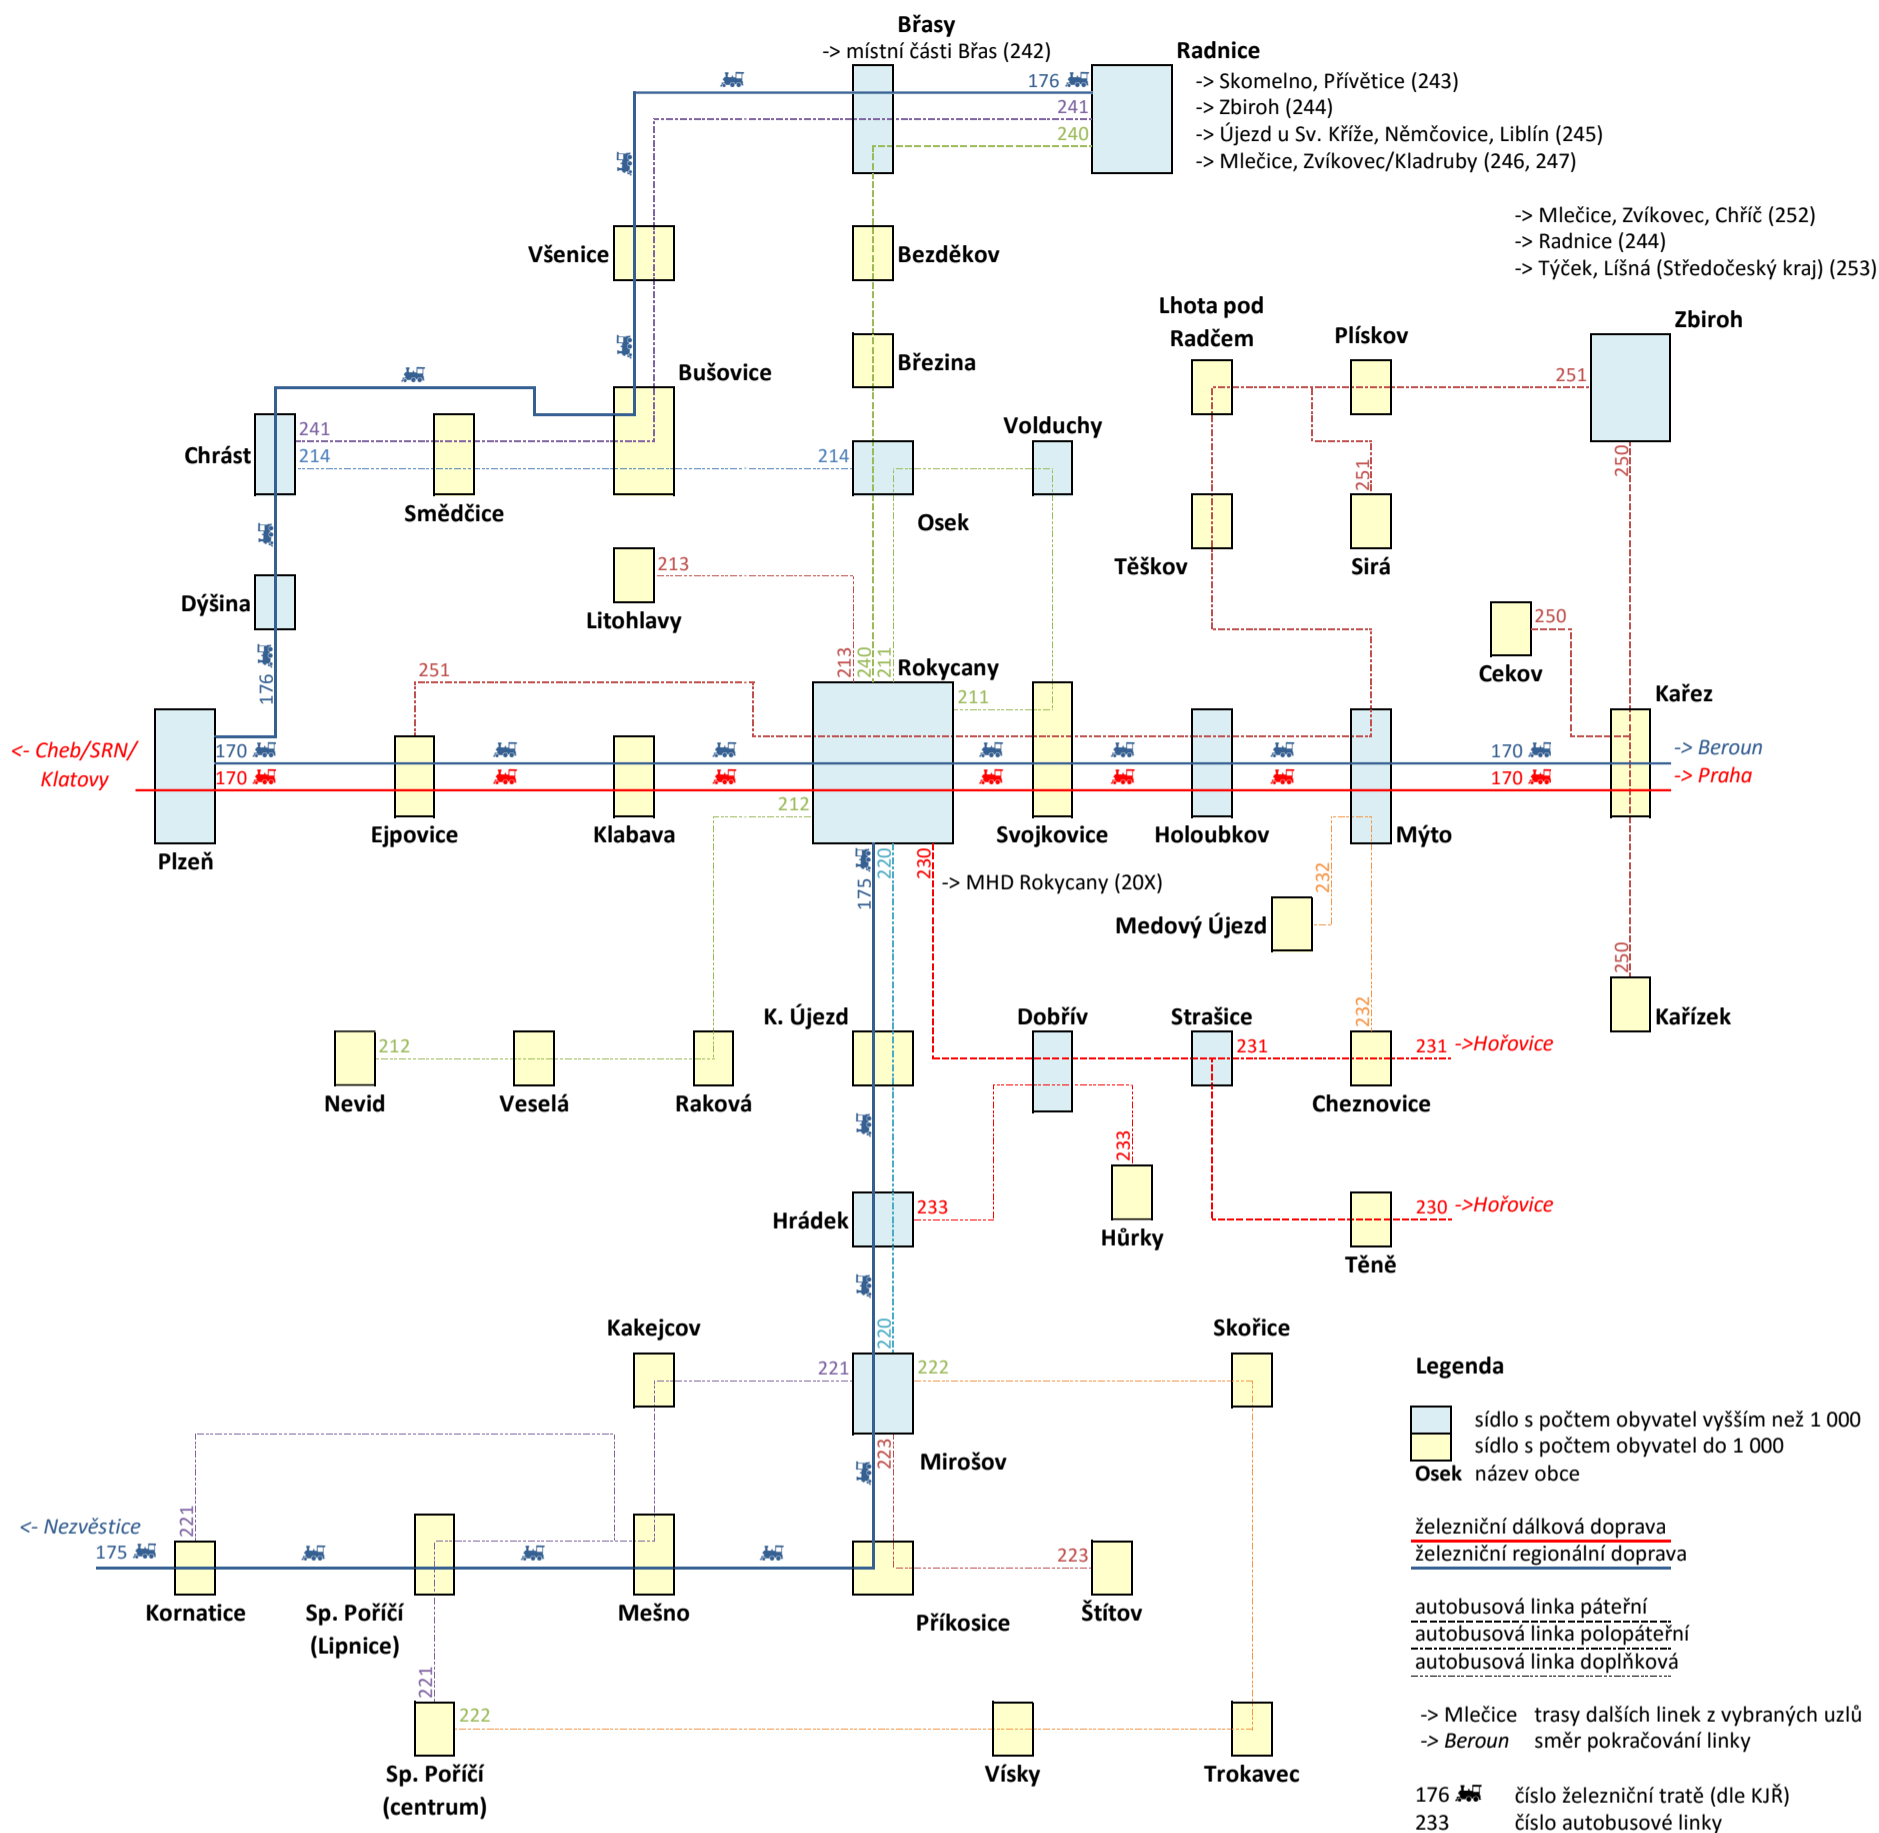 Břasy
-> místní části Břas (242)
Radnice
176
-> Skomelno, Přívětice (243)
241
-> Zbiroh (244)
240
-> Újezd u Sv. Kříže, Němčovice, Liblín (245)
-> Mlečice, Zvíkovec/Kladruby (246, 247)
-> Mlečice, Zvíkovec, Chříč (252)
-> Radnice (244)
-> Týček, Líšná (Středočeský kraj) (253)
Všenice
Bezděkov
Lhota pod
Radčem
Plískov
Zbiroh
Bušovice
Březina
251
Volduchy
Chrást
241
214
214
250
251
Smědčice
Osek
Těškov
Sirá
213
Litohlavy
Dýšina
250
Cekov
176
251
213
240
211
Rokycany
211
Kařez
<- Cheb/SRN/
Klatovy
170
170
170
170
-> Beroun
-> Praha
212
Plzeň
Ejpovice
Klabava
Svojkovice
Holoubkov
Mýto
175
220
230
-> MHD Rokycany (20X)
232
Medový Újezd
250
232
K. Újezd
Dobřív
Strašice
Kařízek
212
231
231
->Hořovice
Nevid
Veselá
Raková
Cheznovice
233
Hrádek
233
230
->Hořovice
Hůrky
Těně
220
Kakejcov
Skořice
221
222
Legenda
sídlo s počtem obyvatel vyšším než 1 000
sídlo s počtem obyvatel do 1 000
Osek název obce
223
Mirošov
221
<- Nezvěstice
175
železniční dálková doprava
železniční regionální doprava
223
Kornatice
Sp. Poříčí
(Lipnice)
Mešno
Příkosice
Štítov
autobusová linka páteřní
autobusová linka polopáteřní
autobusová linka doplňková
221
222
-> Mlečice trasy dalších linek z vybraných uzlů
-> Beroun směr pokračování linky
Sp. Poříčí
(centrum)
Vísky
Trokavec
176 číslo železniční tratě (dle KJŘ)
233 číslo autobusové linky